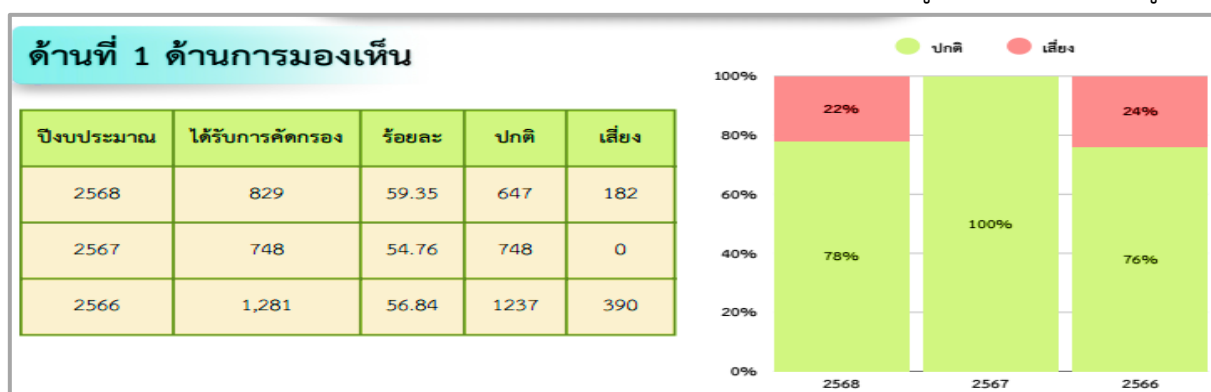 ด้านที่ 1 ด้านการมองเห็น
ปีงบประมาณ ได้รับการคัดกรอง ร้อยละ ปกติ เสี่ยง
2568 829 59.35 647 182
2567 748 54.76 748 0
2566 1,281 56.84 1237 390
ปกติ เสี่ยง
100%
80%
60%
40%
20%
0%
22%
24%
100%
78%
76%
2568 2567 2566